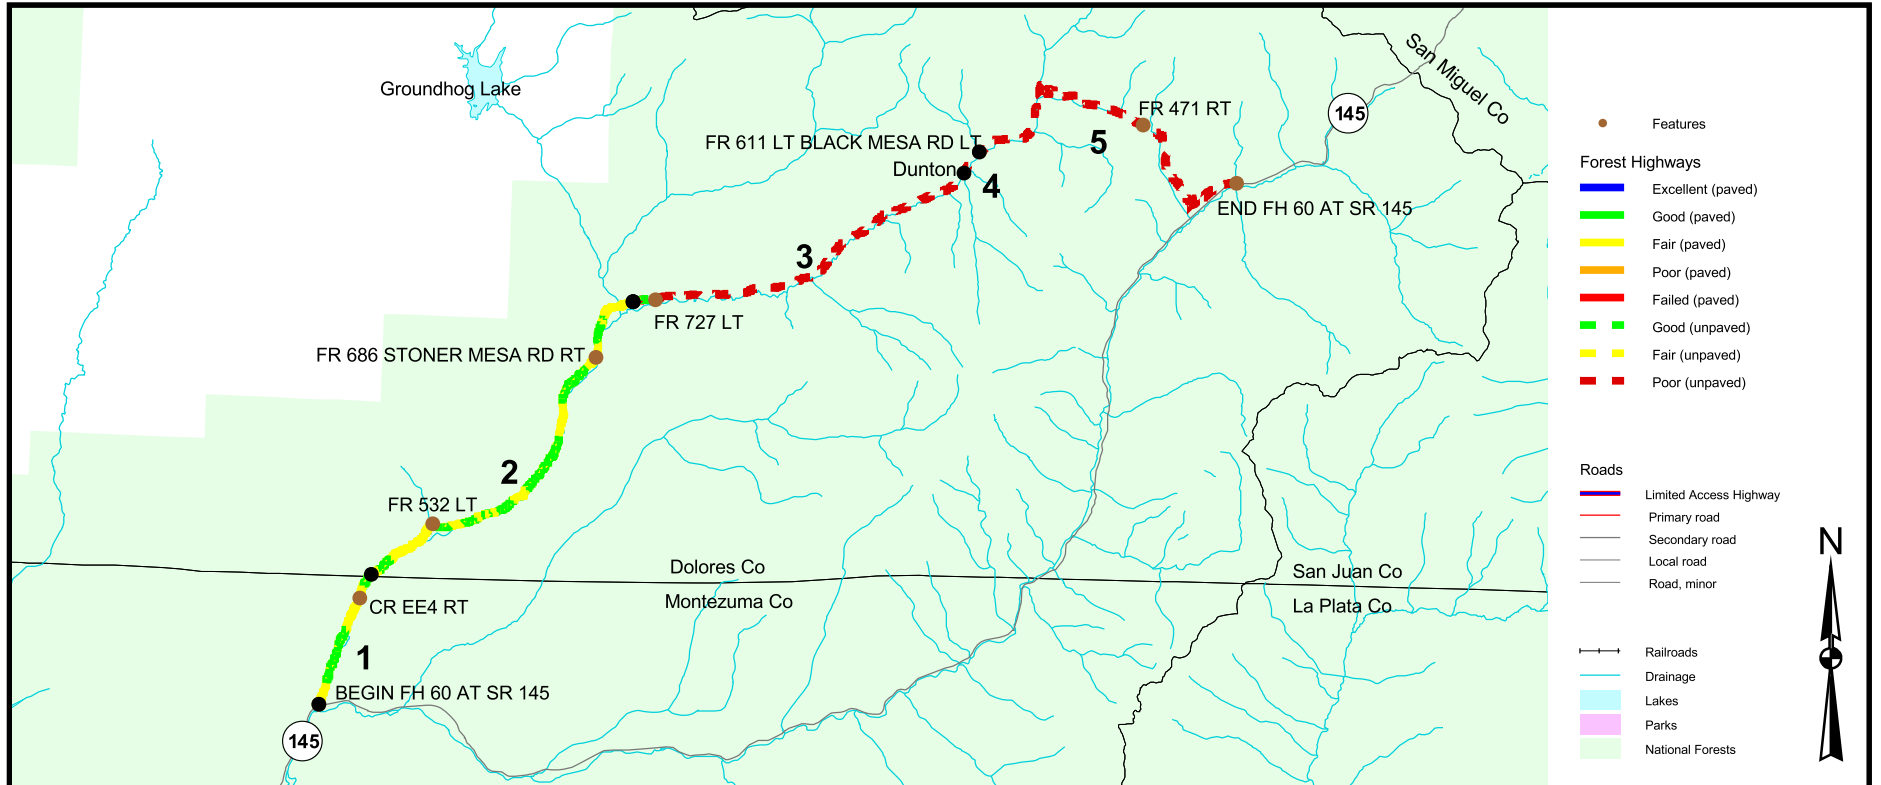 San Miguel Co
Groundhog Lake
145
FR 471 RT
FR 611 LT BLACK MESA RD LT
5
Dunton
4
END FH 60 AT SR 145
3
FR 727 LT
FR 686 STONER MESA RD RT
2
FR 532 LT
Dolores Co
San Juan Co
Montezuma Co
La Plata Co
CR EE4 RT
1
BEGIN FH 60 AT SR 145
145
Features
Forest Highways
Excellent (paved)
Good (paved)
Fair (paved)
Poor (paved)
Failed (paved)
Good (unpaved)
Fair (unpaved)
Poor (unpaved)
Roads
Limited Access Highway
Primary road
Secondary road
Local road
Road, minor
Railroads
Drainage
Lakes
Parks
National Forests
N